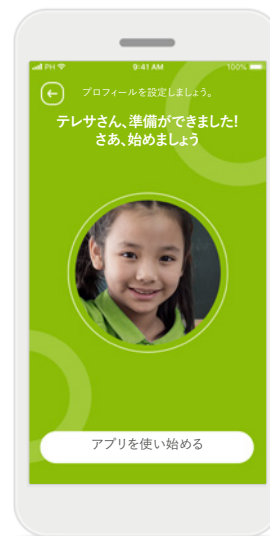 PH 9:41 AM 100%
プロフィールを設定しましょう。
テレサさん、準備ができました!
さあ、始めましょう
アプリを使い始める